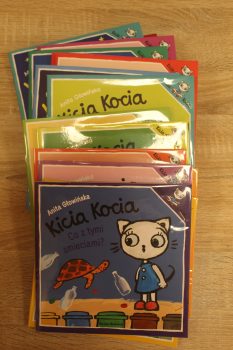 Anita Głowińska
Kicia Kocia
Anita Głowińska
Kicia Kocia
Co z tymi
śmieciami?